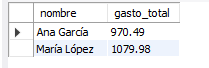 nombre gasto_total
Ana García 970.49
María López 1079.98